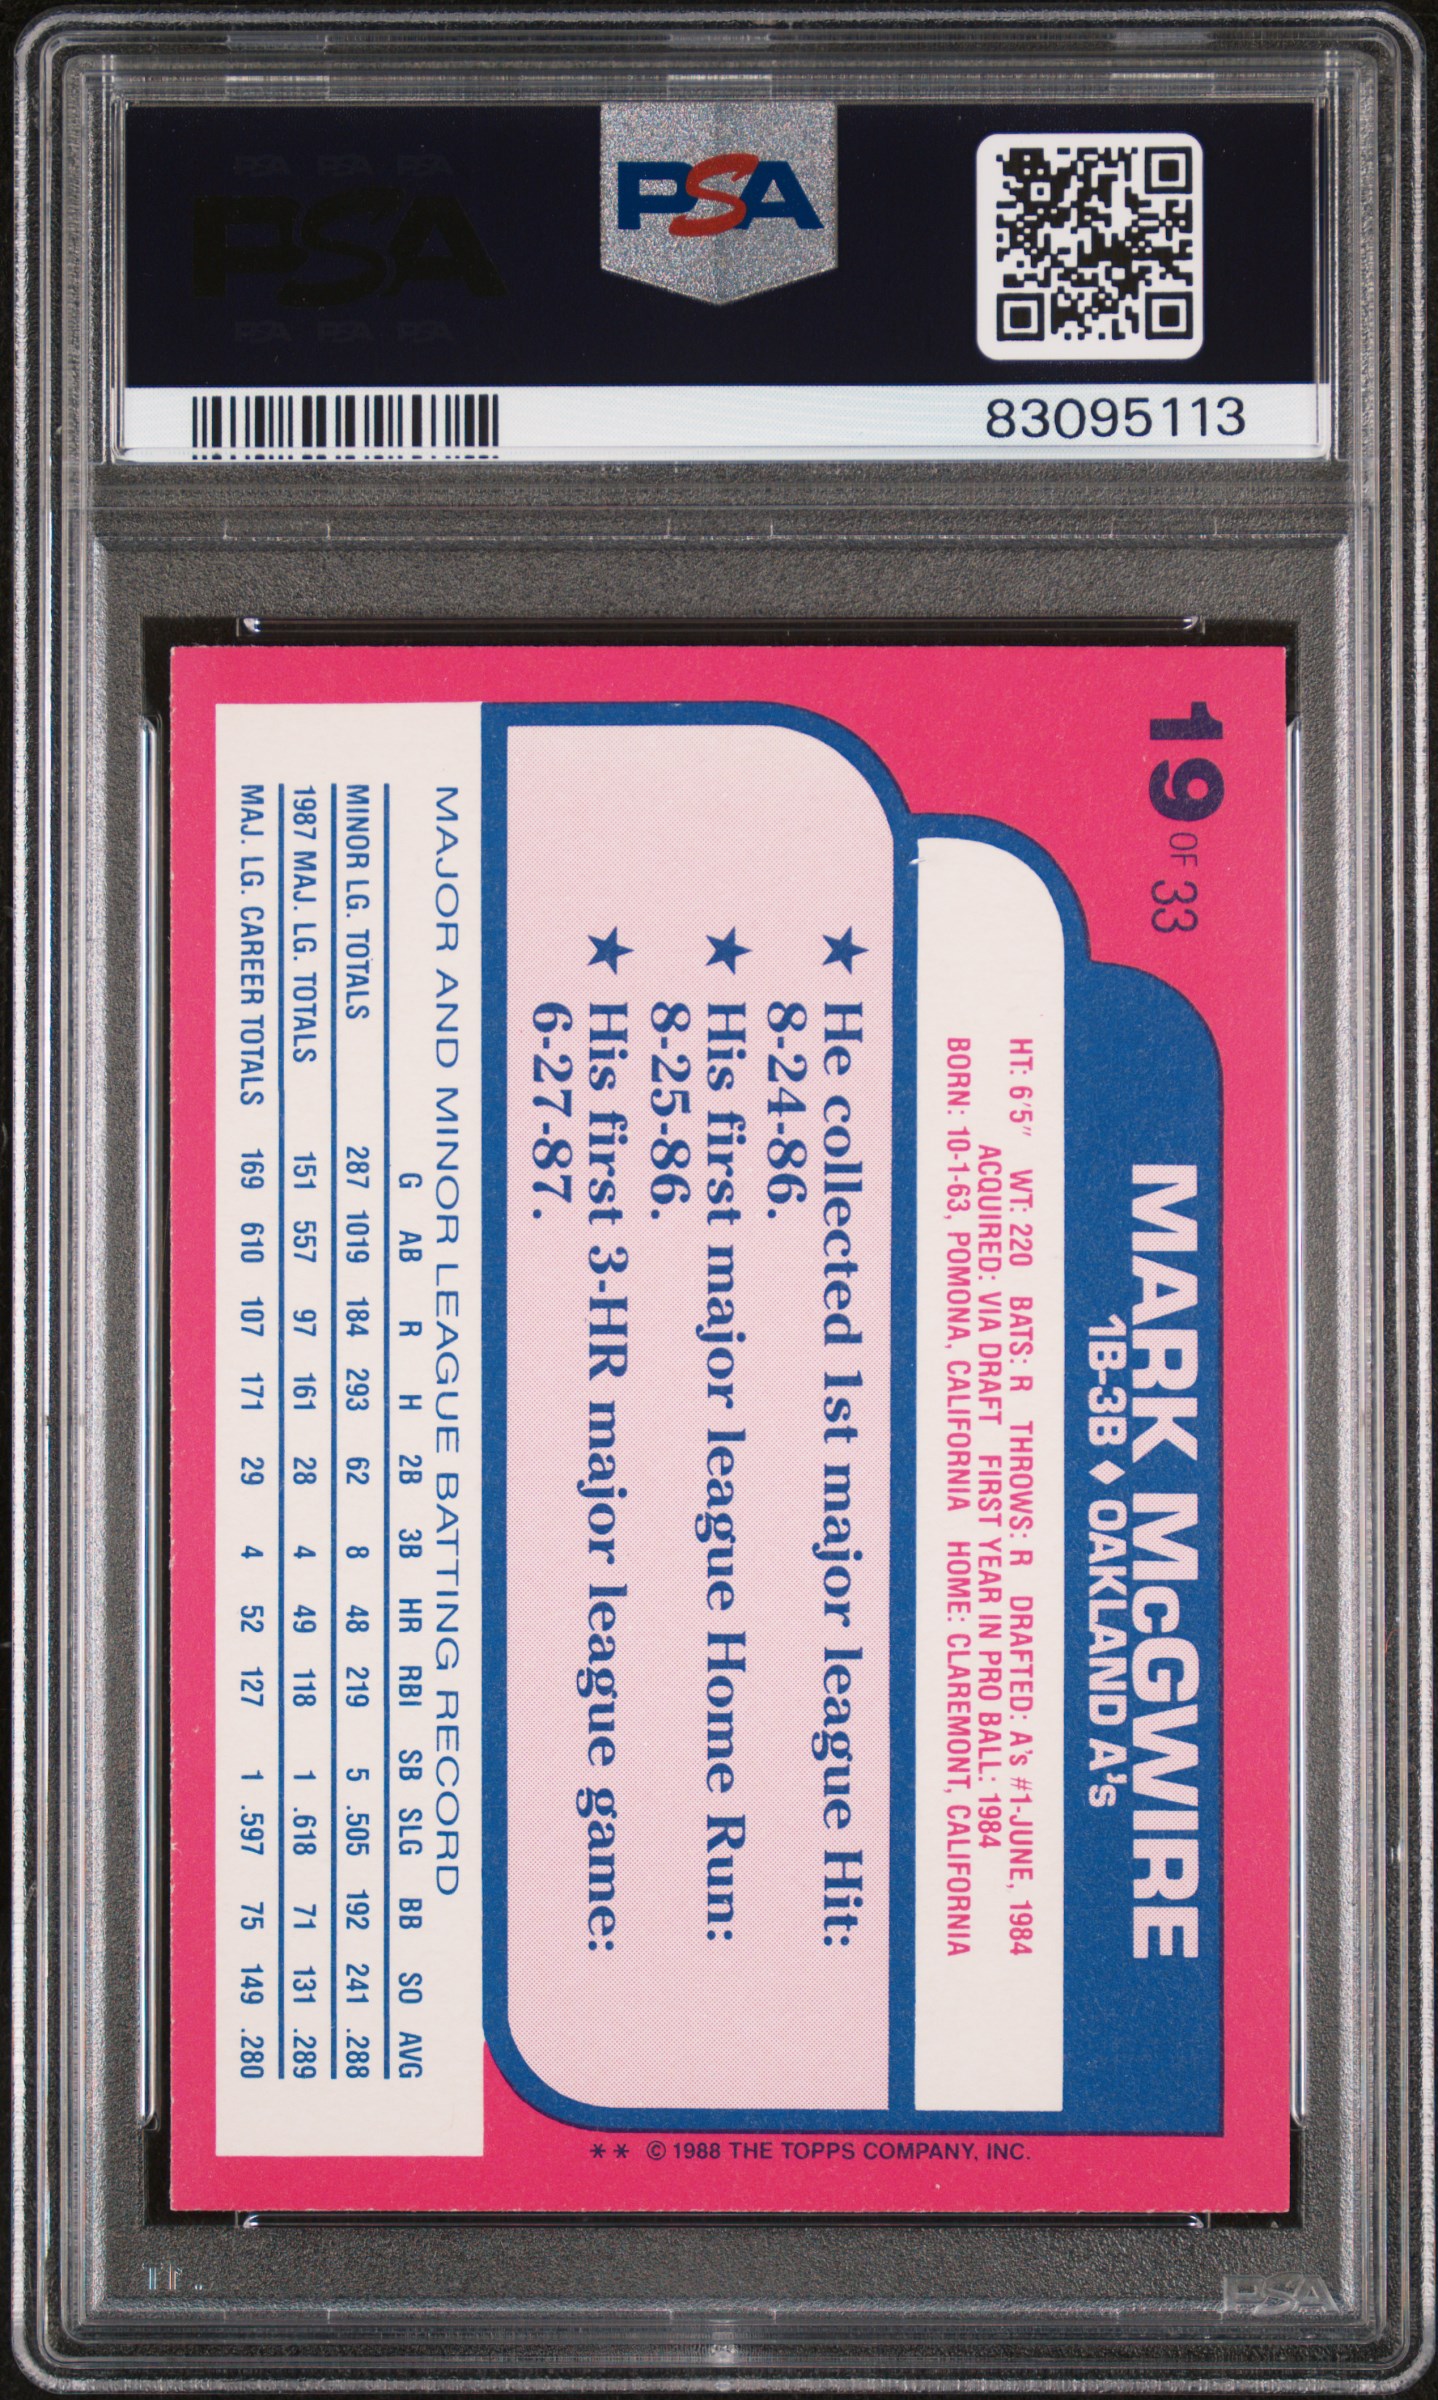 PSA PSA PSA
PSA
PSA PSA PSA
PSA
83095113
19 OF 33
MARK McGWIRE
1B-3B ♦ OAKLAND A's
HT: 6'5" WT: 220 BATS: R THROWS: R DRAFTED: A's #1-JUNE, 1984
ACQUIRED: VIA DRAFT FIRST YEAR IN PRO BALL: 1984
BORN: 10-1-63, POMONA, CALIFORNIA HOME: CLAREMONT, CALIFORNIA
★ He collected 1st major league Hit:
8-24-86.
★ His first major league Home Run:
8-25-86.
★ His first 3-HR major league game:
6-27-87.
MAJOR AND MINOR LEAGUE BATTING RECORD
G AB R H 2B 3B HR RBI SB SLG BB SO AVG
MINOR LG. TOTALS 287 1019 184 293 62 8 48 219 5 .505 192 241 .288
1987 MAJ. LG. TOTALS 151 557 97 161 28 4 49 118 1 .618 71 131 .289
MAJ. LG. CAREER TOTALS 169 610 107 171 29 4 52 127 1 .597 75 149 .280
** © 1988 THE TOPPS COMPANY, INC.
PSA